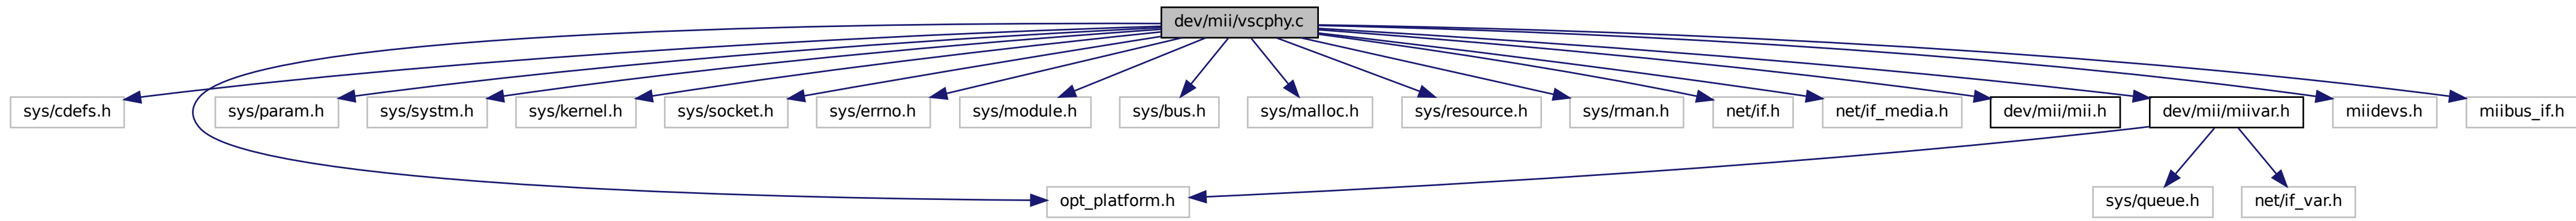 dev/mii/vscphy.c
sys/cdefs.h
sys/param.h
sys/systm.h
sys/kernel.h
sys/socket.h
sys/errno.h
sys/module.h
sys/bus.h
sys/malloc.h
sys/resource.h
sys/rman.h
net/if.h
net/if_media.h
dev/mii/mii.h
dev/mii/miivar.h
miidevs.h
miibus_if.h
opt_platform.h
sys/queue.h
net/if_var.h